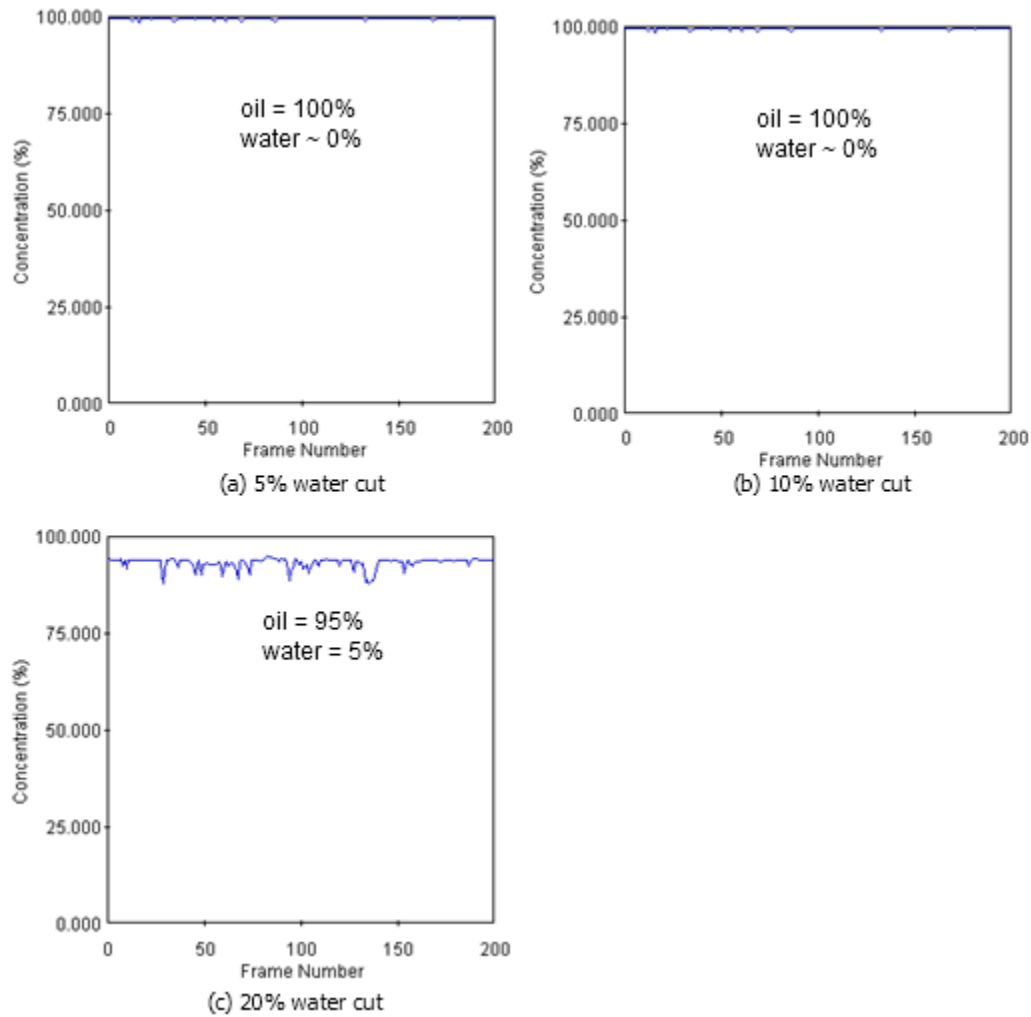 100.000
75.000
50.000
25.000
0.000
Concentration (%)
oil = 100%
water ~ 0%
0 50 100 150 200
Frame Number
(a) 5% water cut
100.000
75.000
50.000
25.000
0.000
Concentration (%)
oil = 100%
water ~ 0%
0 50 100 150 200
Frame Number
(b) 10% water cut
100.000
75.000
50.000
25.000
0.000
Concentration (%)
oil = 95%
water = 5%
0 50 100 150 200
Frame Number
(c) 20% water cut